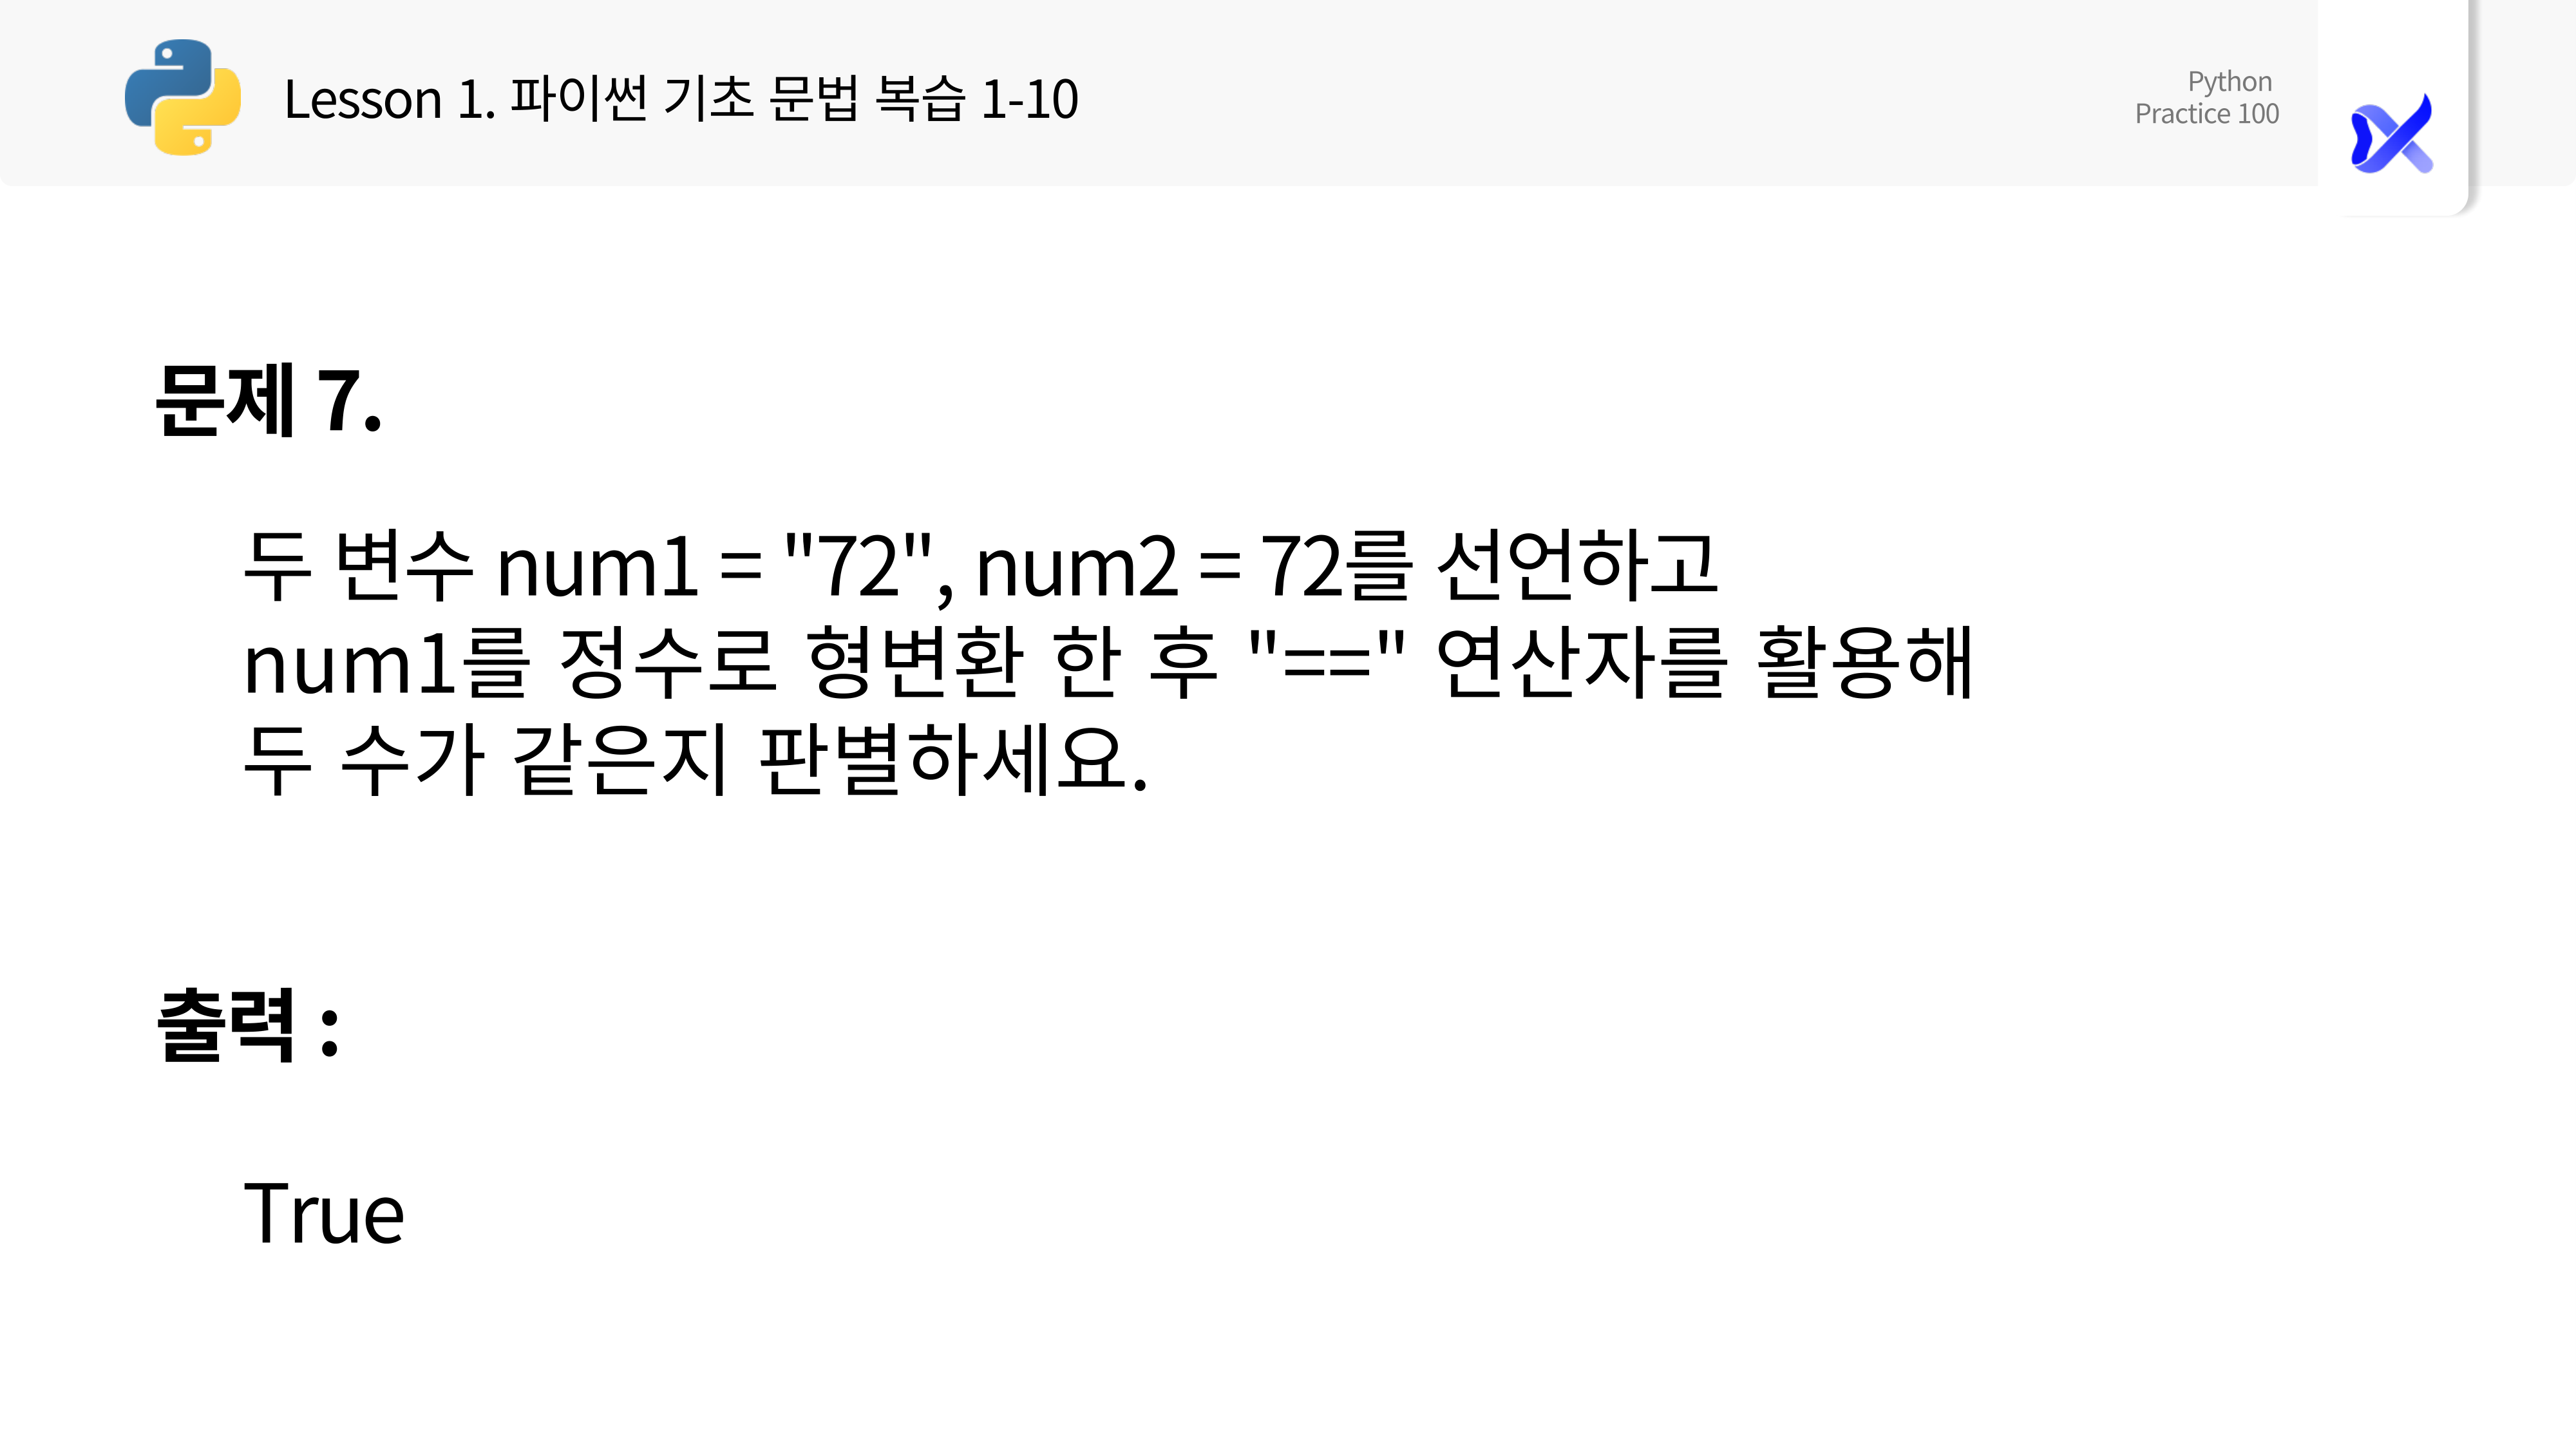 Lesson 1. 파이썬 기초 문법 복습 1-10
Python
Practice 100
문제 7.
두 변수 num1 = "72", num2 = 72를 선언하고
num1를 정수로 형변환 한 후 "==" 연산자를 활용해
두 수가 같은지 판별하세요.
출력 :
True